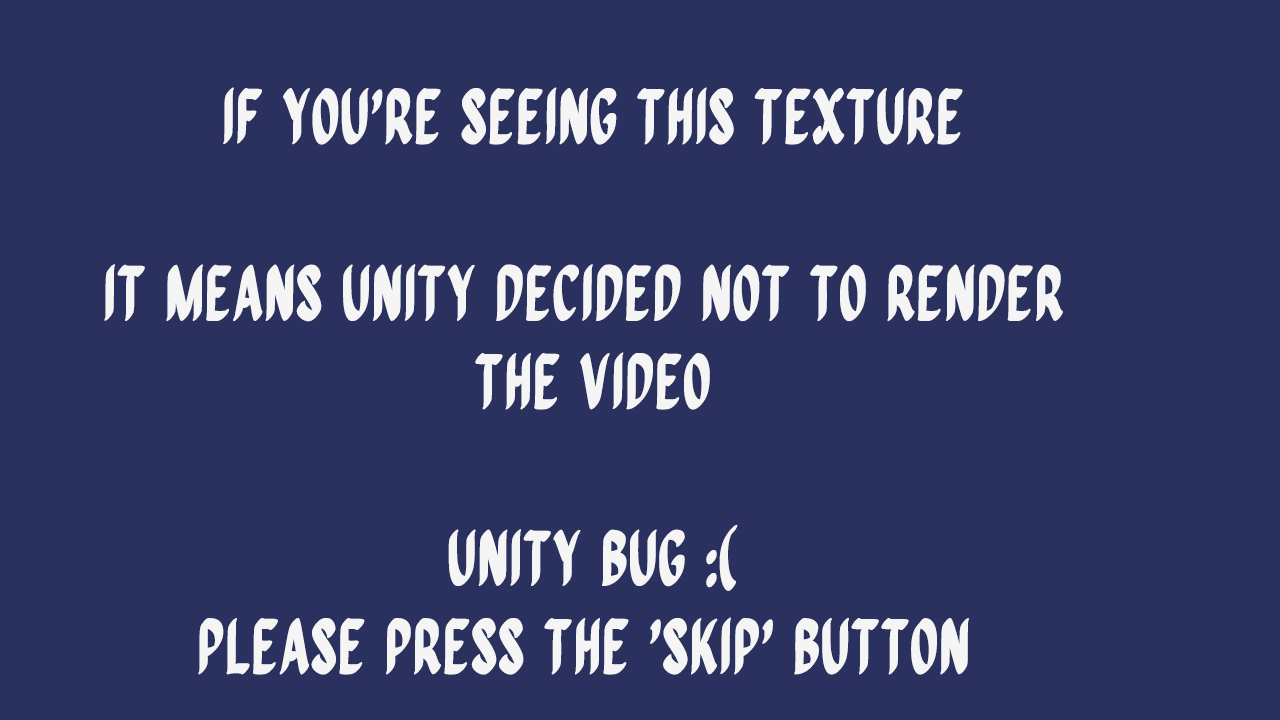 IF YOU'RE SEEING THIS TEXTURE
IT MEANS UNITY DECIDED NOT TO RENDER
THE VIDEO
UNITY BUG :(
PLEASE PRESS THE 'SKIP' BUTTON